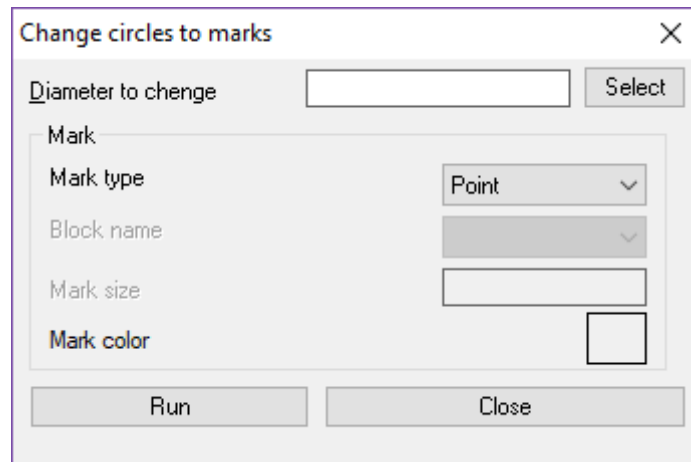 Change circles to marks
Diameter to chenge Select
Mark
Mark type Point
Block name
Mark size
Mark color
Run Close